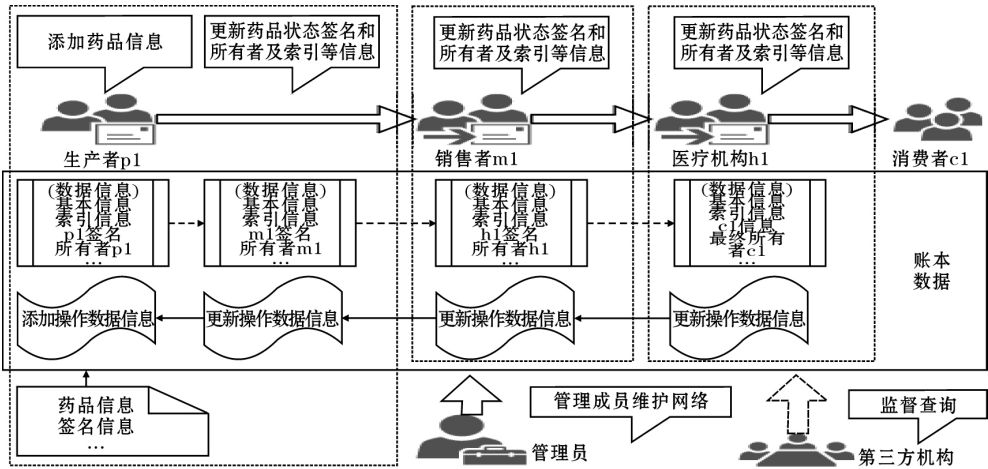 添加药品信息
更新药品状态签名和
所有者及索引等信息
更新药品状态签名和
所有者及索引等信息
更新药品状态签名和
所有者及索引等信息
生产者p1
销售者m1
医疗机构h1
消费者c1
(数据信息)
基本信息
索引信息
p1签名
所有者p1
...
(数据信息)
基本信息
索引信息
m1签名
所有者m1
...
(数据信息)
基本信息
索引信息
h1签名
所有者h1
...
(数据信息)
基本信息
索引信息
c1信息
最终所有
者c1
...
账本
数据
添加操作数据信息
更新操作数据信息
更新操作数据信息
更新操作数据信息
药品信息
签名信息
...
管理成员维护网络
管理员
监督查询
第三方机构